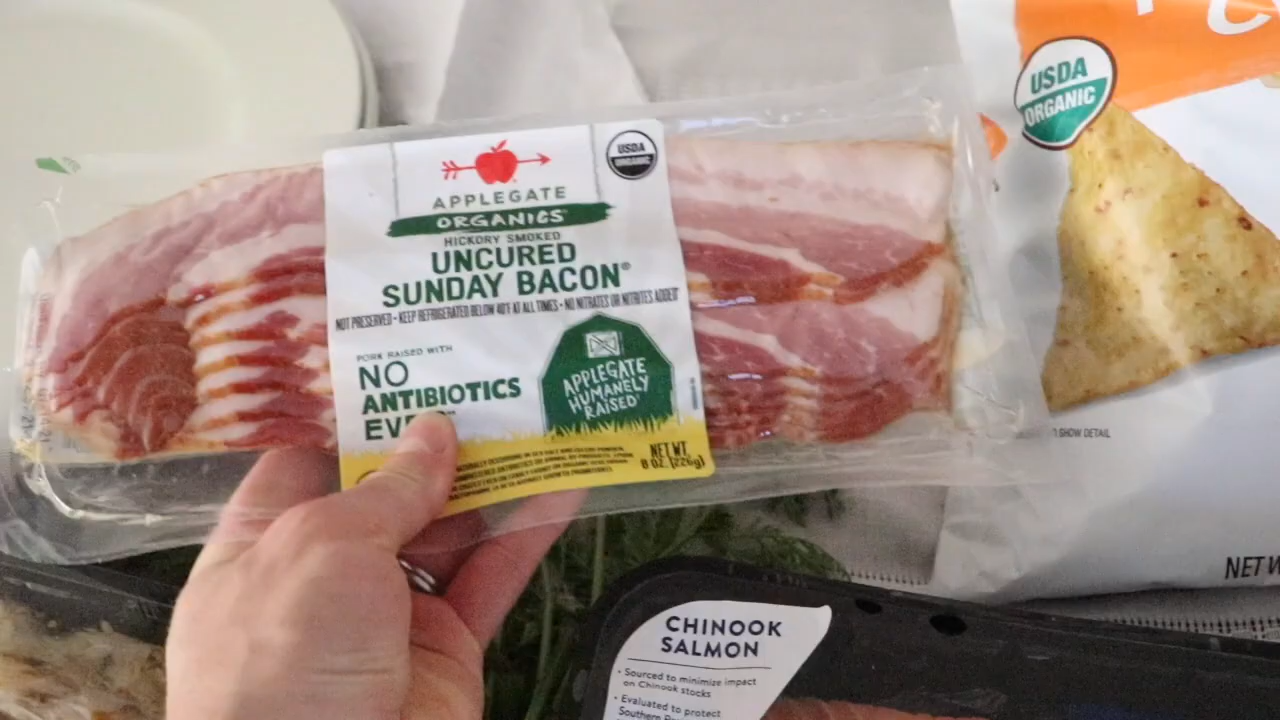 USDA
ORGANIC
APPLEGATE
ORGANICS
HICKORY SMOKED
UNCURED
SUNDAY BACON®
NOT PRESERVED • KEEP REFRIGERATED BELOW 40°F AT ALL TIMES • NO NITRATES OR NITRITES ADDED*
PORK RAISED WITH
NO
ANTIBIOTICS
APPLEGATE
HUMANELY
RAISED
NET WT.
8 OZ. (226g)
USDA
ORGANIC
SHOW DETAIL
NET
CHINOOK
SALMON
• Sourced to minimize impact
on Chinook stocks
• Evaluated to protect
Southern